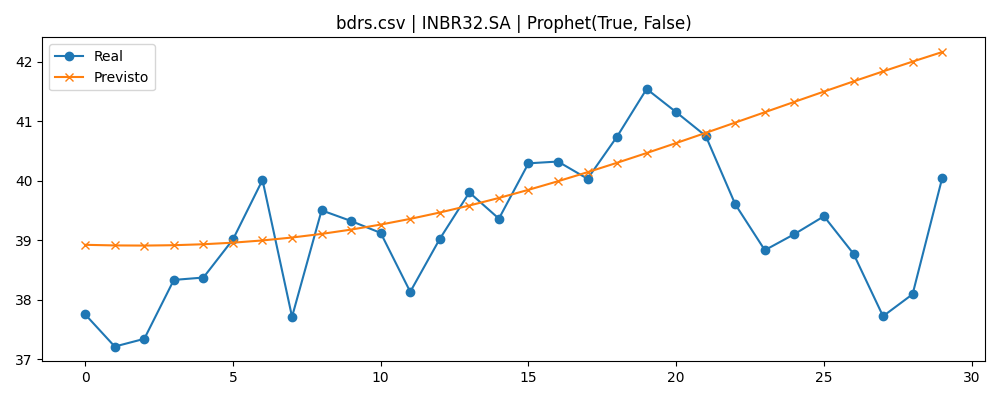 bdrs.csv | INBR32.SA | Prophet(True, False)
Real
Previsto
42
41
40
39
38
37
0 5 10 15 20 25 30